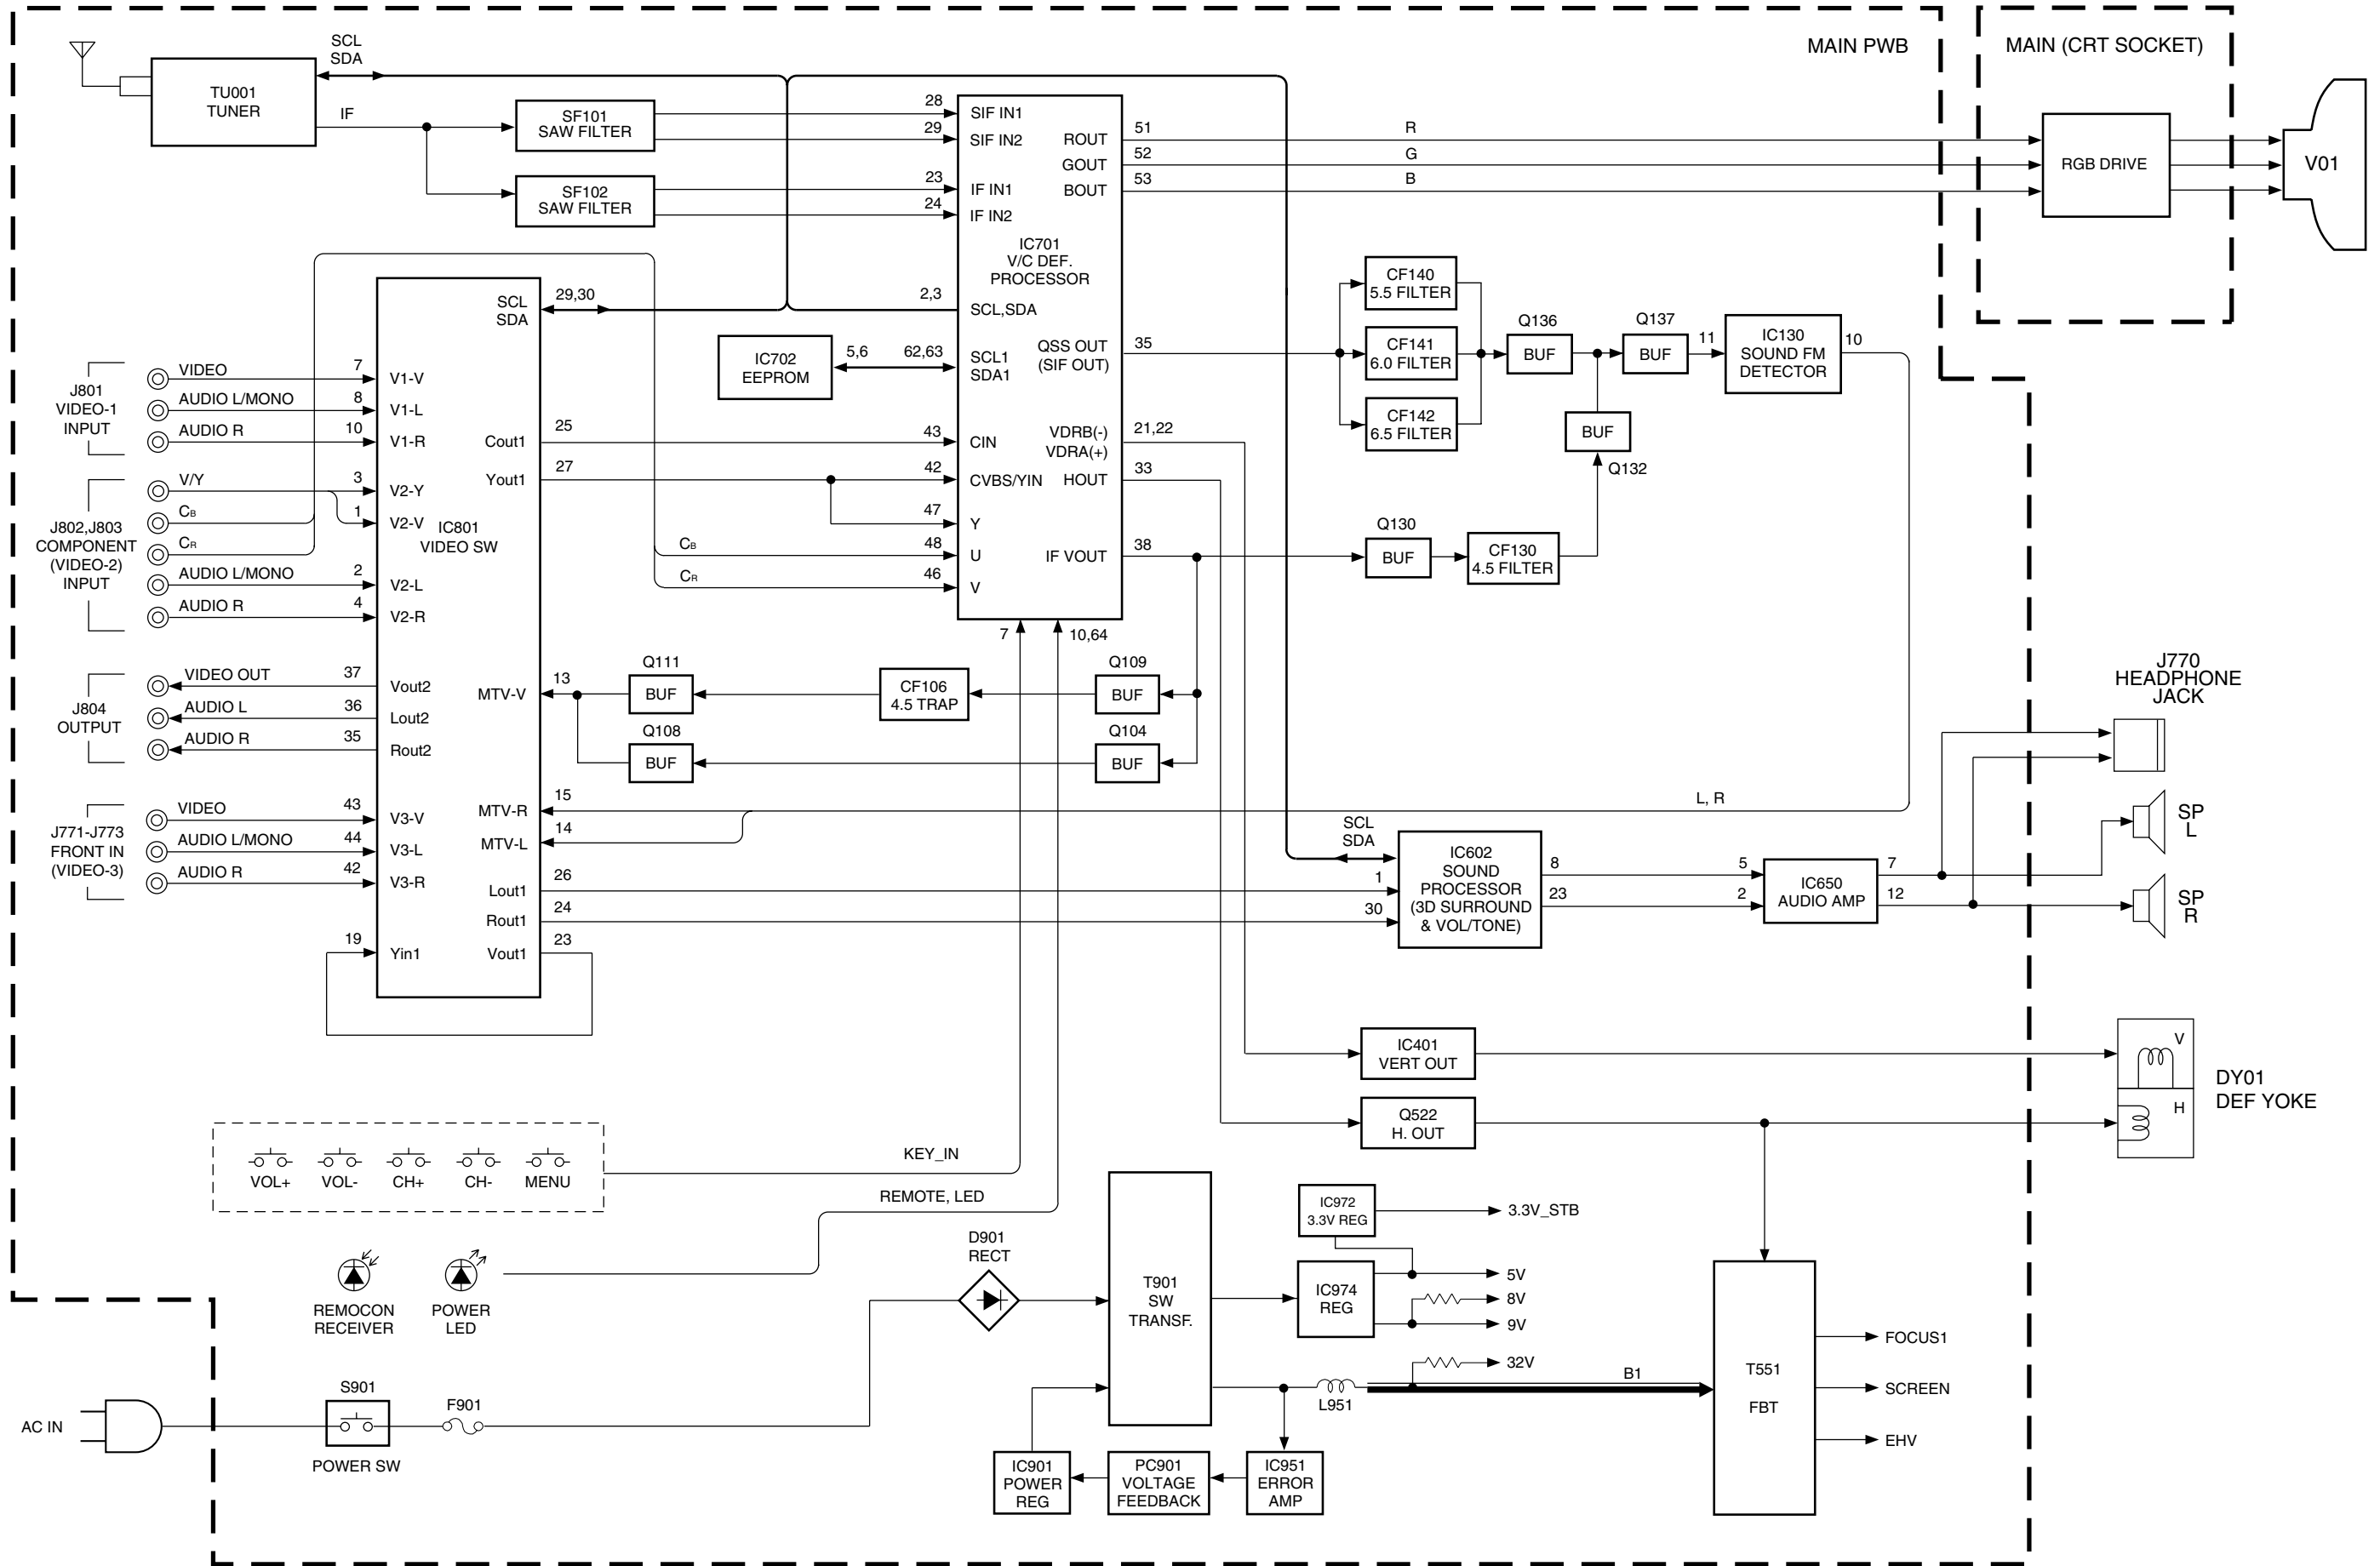 MAIN PWB
MAIN (CRT SOCKET)
SCL
SDA
TU001
TUNER
IF
SF101
SAW FILTER
SF102
SAW FILTER
28
29
23
24
SIF IN1
SIF IN2
IF IN1
IF IN2
ROUT
GOUT
BOUT
51
52
53
R
G
B
RGB DRIVE
V01
IC701
V/C DEF.
PROCESSOR
2,3
SCL,SDA
SCL
SDA
29,30
IC702
EEPROM
5,6
62,63
SCL1
SDA1
QSS OUT
(SIF OUT)
35
CF140
5.5 FILTER
CF141
6.0 FILTER
CF142
6.5 FILTER
Q136
BUF
Q137
BUF
11
IC130
SOUND FM
DETECTOR
10
BUF
Q132
J801
VIDEO-1
INPUT
VIDEO
AUDIO L/MONO
AUDIO R
7
8
10
V1-V
V1-L
V1-R
J802,J803
COMPONENT
(VIDEO-2)
INPUT
V/Y
CB
CR
AUDIO L/MONO
AUDIO R
3
1
2
4
V2-Y
V2-V
V2-L
V2-R
IC801
VIDEO SW
Cout1
Yout1
25
27
43
42
47
48
46
CIN
CVBS/YIN
Y
U
V
CB
CR
VDRB(-)
VDRA(+)
HOUT
IF VOUT
21,22
33
38
Q130
BUF
CF130
4.5 FILTER
7
10,64
J804
OUTPUT
VIDEO OUT
AUDIO L
AUDIO R
37
36
35
Vout2
Lout2
Rout2
MTV-V
13
Q111
BUF
CF106
4.5 TRAP
Q109
BUF
Q108
BUF
Q104
BUF
J771-J773
FRONT IN
(VIDEO-3)
VIDEO
AUDIO L/MONO
AUDIO R
43
44
42
V3-V
V3-L
V3-R
MTV-R
MTV-L
15
14
L, R
Lout1
Rout1
Vout1
26
24
23
19
Yin1
SCL
SDA
1
30
IC602
SOUND
PROCESSOR
(3D SURROUND
& VOL/TONE)
8
23
5
2
IC650
AUDIO AMP
7
12
J770
HEADPHONE
JACK
SP
L
SP
R
IC401
VERT OUT
Q522
H. OUT
V
H
DY01
DEF YOKE
VOL+
VOL-
CH+
CH-
MENU
KEY_IN
REMOTE, LED
REMOCON
RECEIVER
POWER
LED
D901
RECT
T901
SW
TRANSF.
IC972
3.3V REG
3.3V_STB
IC974
REG
5V
8V
9V
32V
B1
L951
T551
FBT
FOCUS1
SCREEN
EHV
AC IN
S901
POWER SW
F901
IC901
POWER
REG
PC901
VOLTAGE
FEEDBACK
IC951
ERROR
AMP